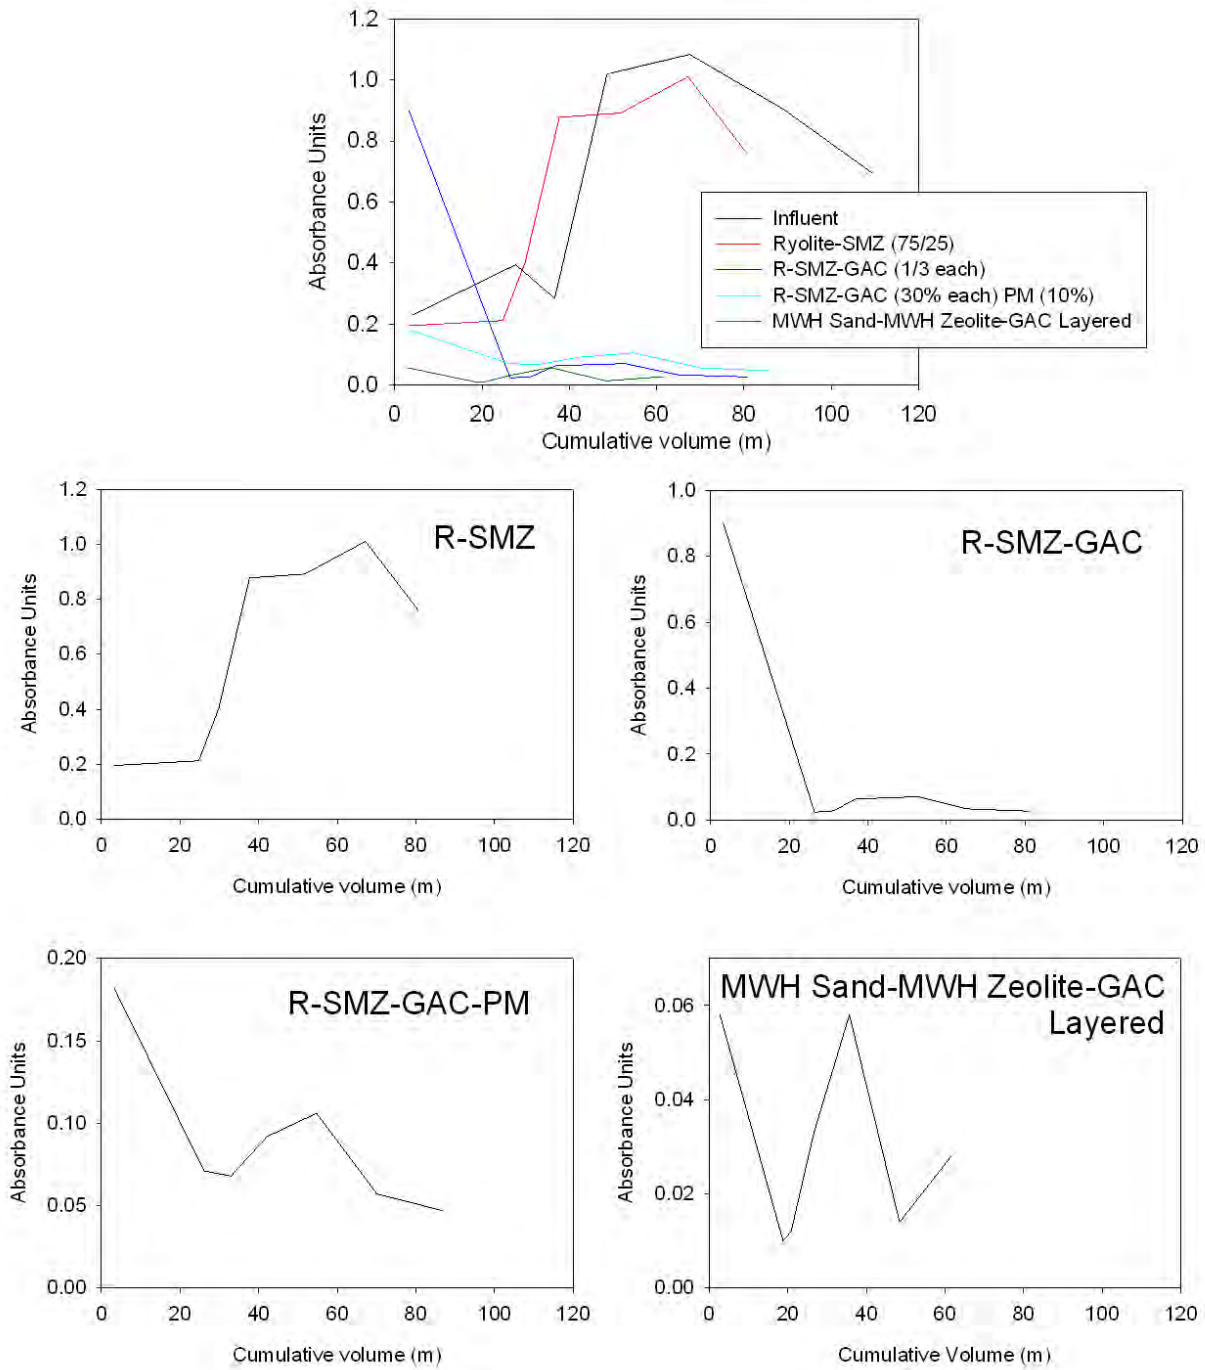 1.2
1.0
0.8
0.6
0.4
0.2
0.0
Absorbance Units
0 20 40 60 80 100 120
Cumulative volume (m)
Influent
Ryolite-SMZ (75/25)
R-SMZ-GAC (1/3 each)
R-SMZ-GAC (30% each) PM (10%)
MWH Sand-MWH Zeolite-GAC Layered
R-SMZ
1.2
1.0
0.8
0.6
0.4
0.2
0.0
Absorbance Units
0 20 40 60 80 100 120
Cumulative volume (m)
R-SMZ-GAC
1.0
0.8
0.6
0.4
0.2
0.0
Absorbance Units
0 20 40 60 80 100 120
Cumulative volume (m)
R-SMZ-GAC-PM
0.20
0.15
0.10
0.05
0.00
Absorbance Units
0 20 40 60 80 100 120
Cumulative volume (m)
MWH Sand-MWH Zeolite-GAC
Layered
0.06
0.04
0.02
0.00
Absorbance Units
0 20 40 60 80 100 120
Cumulative Volume (m)